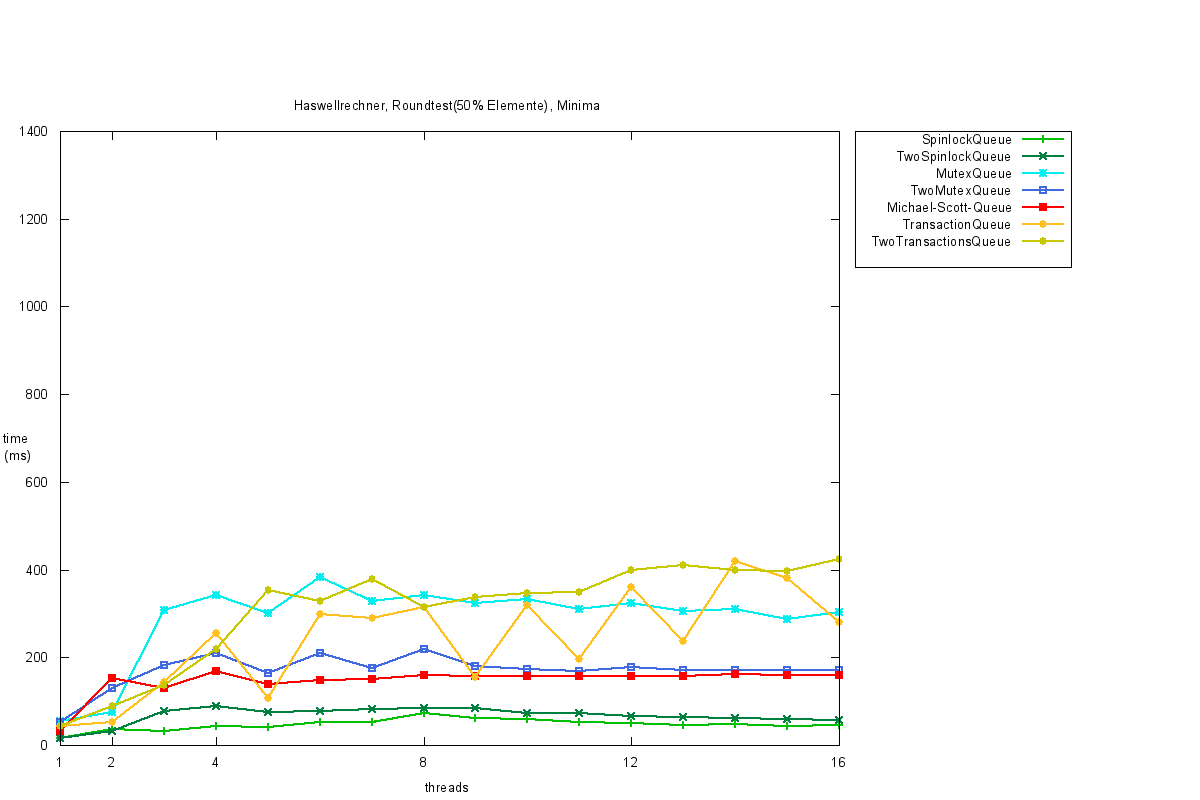 Haswellrechner, Roundtest(50% Elemente), Minima
1400
1200
1000
800
600
400
200
0
time
(ms)
1 2 4 8 12 16
threads
SpinlockQueue
TwoSpinlockQueue
MutexQueue
TwoMutexQueue
Michael-Scott-Queue
TransactionQueue
TwoTransactionsQueue